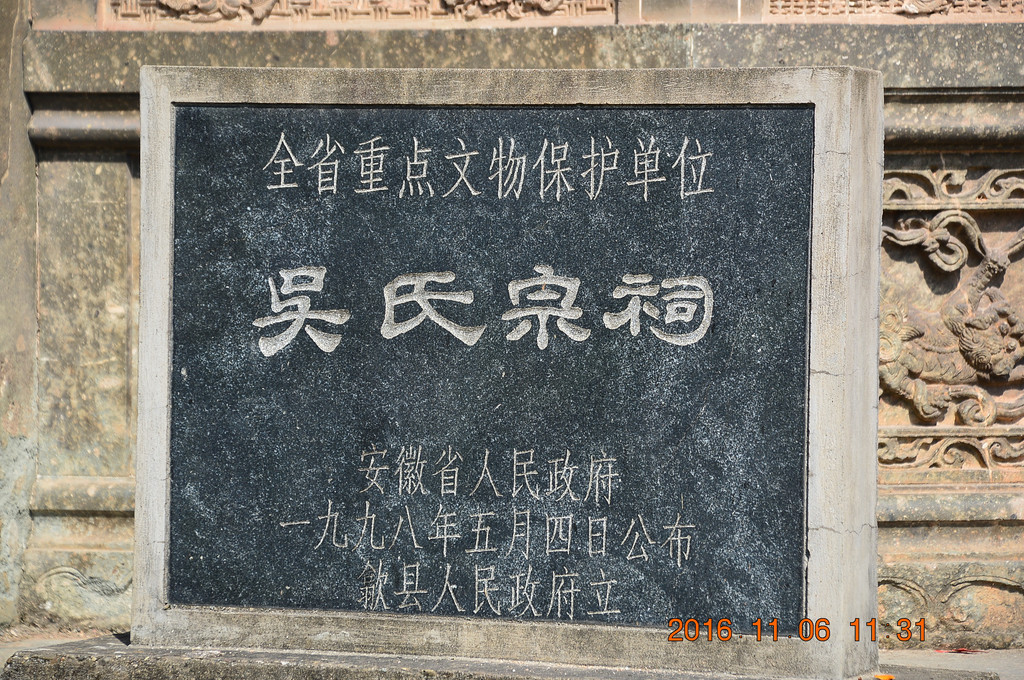 全省重点文物保护单位
吴氏宗祠
安徽省人民政府
一九九八年五月四日公布
歙县人民政府立
2016 11 06 11:31